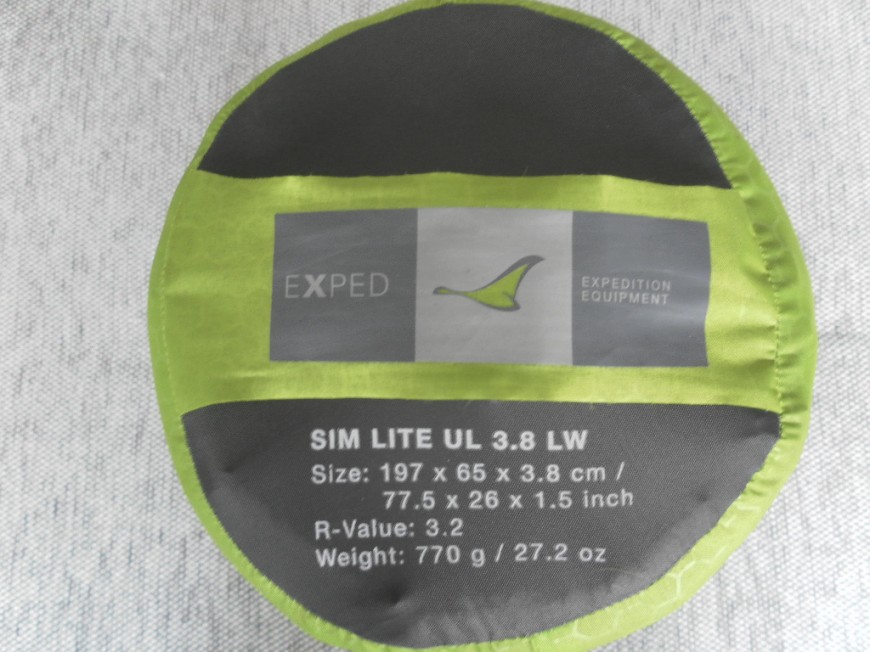 EXPED
EXPEDITION
EQUIPMENT
SIM LITE UL 3.8 LW
Size: 197 x 65 x 3.8 cm /
77.5 x 26 x 1.5 inch
R-Value: 3.2
Weight: 770 g / 27.2 oz